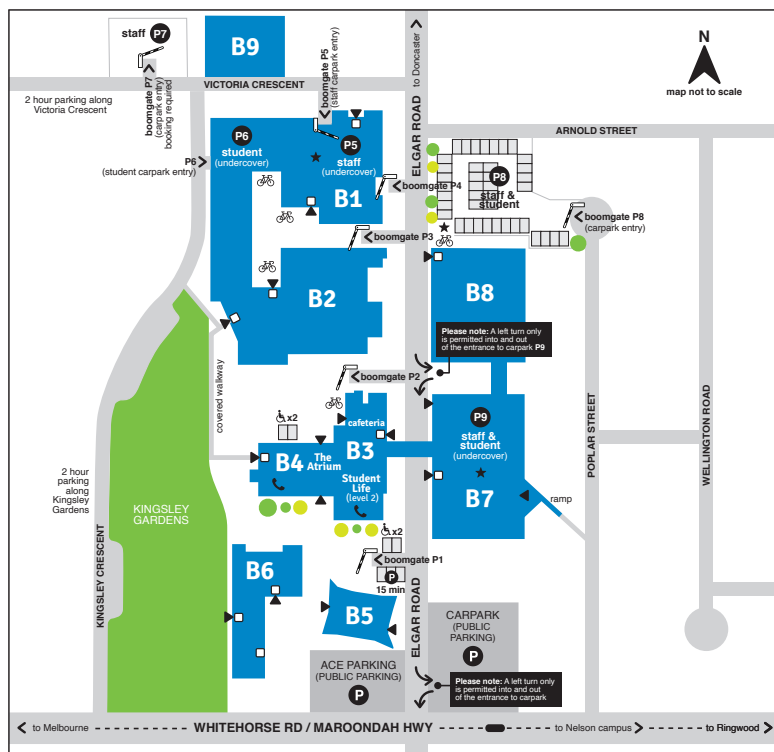 staff P7
B9
boomgate P7
(carpark entry)
booking required
boomgate P5
(staff carpark entry)
ELGAR ROAD
to Doncaster
N
map not to scale
VICTORIA CRESCENT
2 hour parking along
Victoria Crescent
ARNOLD STREET
P6
student
(undercover)
P5
staff
(undercover)
P6
(student carpark entry)
B1
boomgate P4
P8
staff &
student
boomgate P8
(carpark entry)
boomgate P3
B2
B8
Please note: A left turn only
is permitted into and out
of the entrance to carpark P9
boomgate P2
covered walkway
x2
cafeteria
B3
B4
The
Atrium
Student
Life
(level 2)
P9
staff &
student
(undercover)
B7
ramp
POPLAR STREET
WELLINGTON ROAD
2 hour
parking
along
Kingsley
Gardens
KINGSLEY
GARDENS
KINGSLEY CRESCENT
x2
boomgate P1
P
15 min
B6
B5
ELGAR ROAD
CARPARK
(PUBLIC
PARKING)
P
ACE PARKING
(PUBLIC PARKING)
P
Please note: A left turn only
is permitted into and out
of the entrance to carpark
to Melbourne
WHITEHORSE RD / MAROONDAH HWY
to Nelson campus
to Ringwood